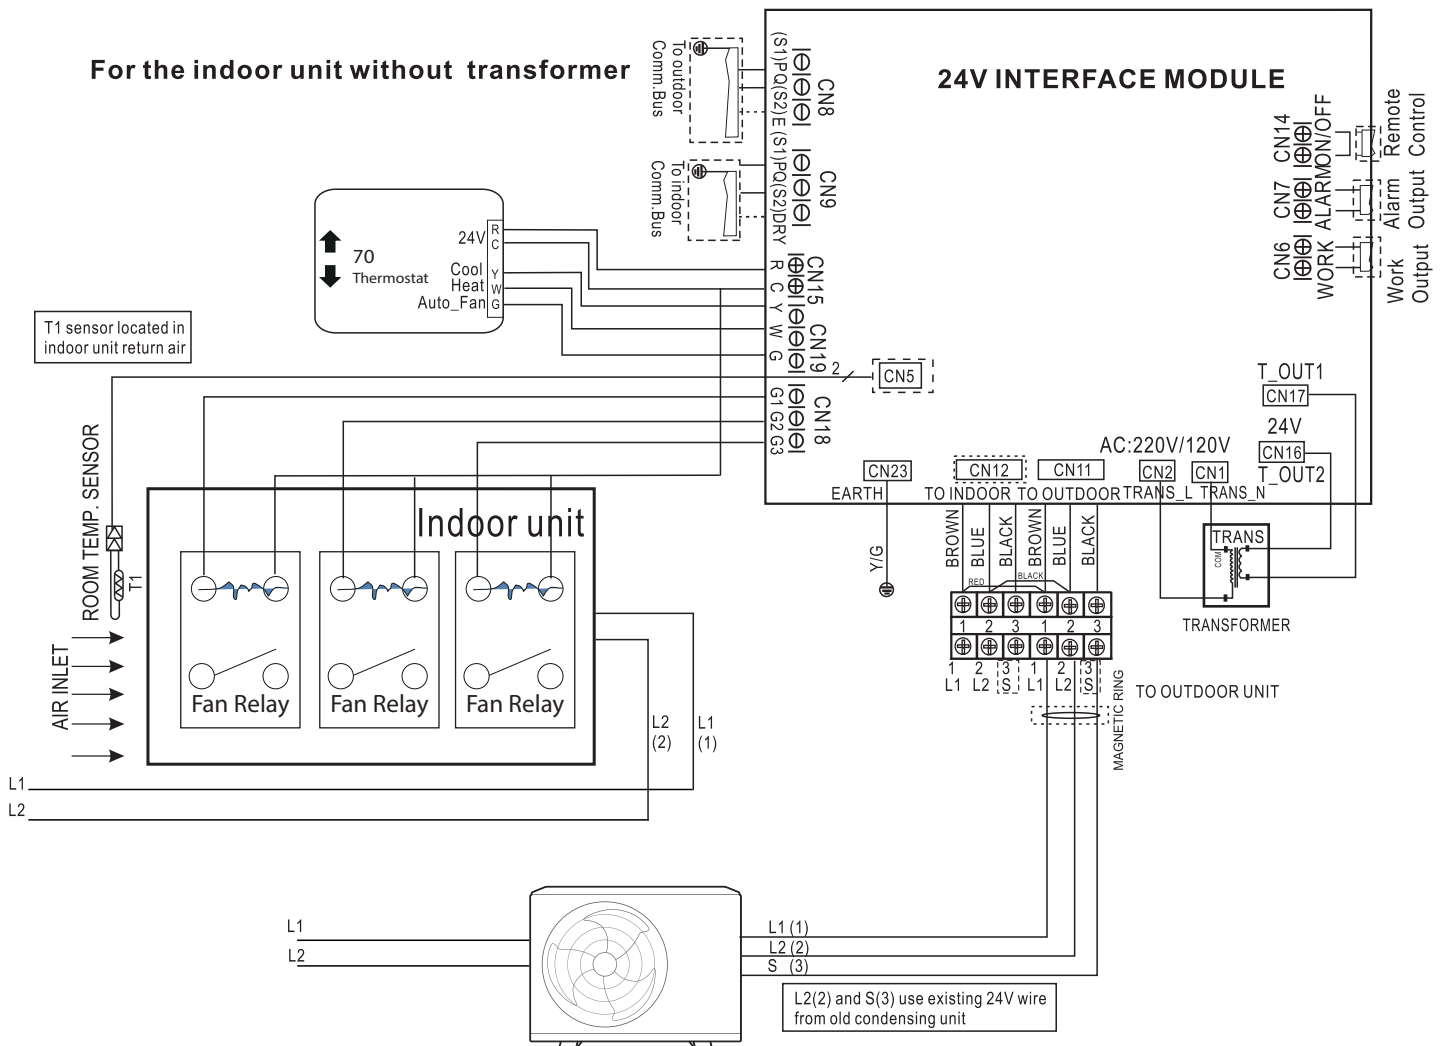 For the indoor unit without transformer
24V INTERFACE MODULE
To outdoor
Comm.Bus
(S1)PQ(S2)E
CN8
To indoor
Comm.Bus
(S1)PQ(S2)DRY
CN9
CN14
ON/OFF
Remote
Control
CN7
ALARM
Alarm
Output
CN6
WORK
Work
Output
70
Thermostat
24V
R
C
Cool Y
Heat W
Auto_Fan G
R
C
CN15
Y
W
G
CN19
G1
G2
G3
CN18
T1 sensor located in
indoor unit return air
2
CN5
T_OUT1
CN17
24V
CN16
T_OUT2
AC:220V/120V
CN23
CN12
CN11
CN2
CN1
EARTH
TO INDOOR
TO OUTDOOR
TRANS_L
TRANS_N
ROOM TEMP. SENSOR
T1
AIR INLET
Indoor unit
Fan Relay
Fan Relay
Fan Relay
Y/G
BROWN
BLUE
BLACK
BROWN
BLUE
BLACK
RED
BLACK
TRANS
COM
TRANSFORMER
1 2 3 1 2 3
1 2 3 1 2 3
L1 L2 S L1 L2 S
TO OUTDOOR UNIT
MAGNETIC RING
L2
(2)
L1
(1)
L1
L2
L1
L2
L1 (1)
L2 (2)
S (3)
L2(2) and S(3) use existing 24V wire
from old condensing unit